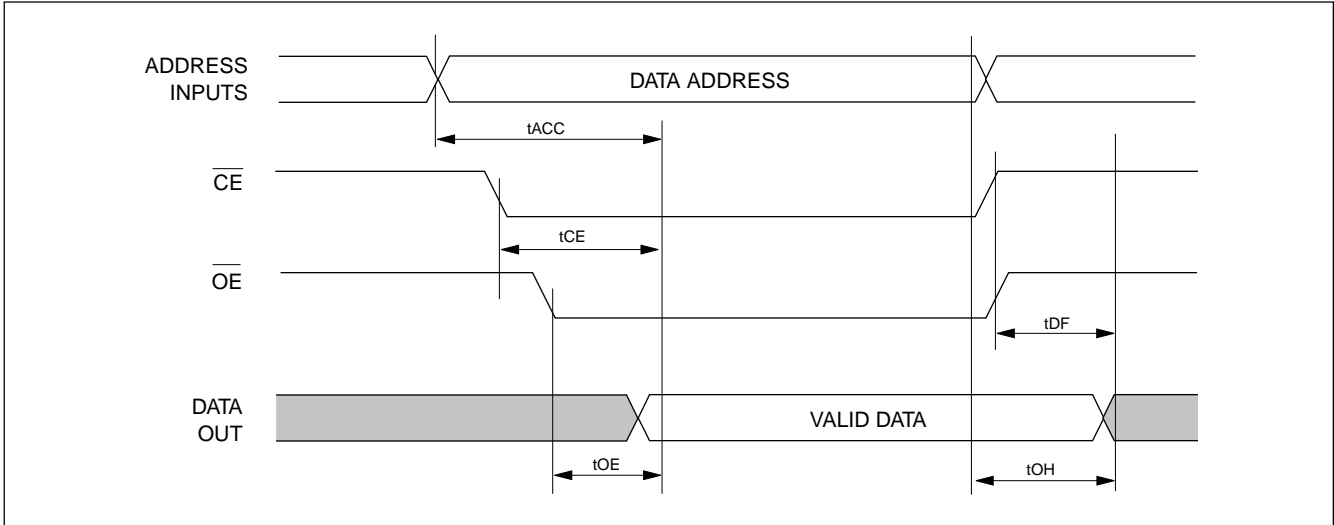 ADDRESS
INPUTS
DATA ADDRESS
tACC
CE
tCE
OE
tDF
DATA
OUT
VALID DATA
tOE
tOH